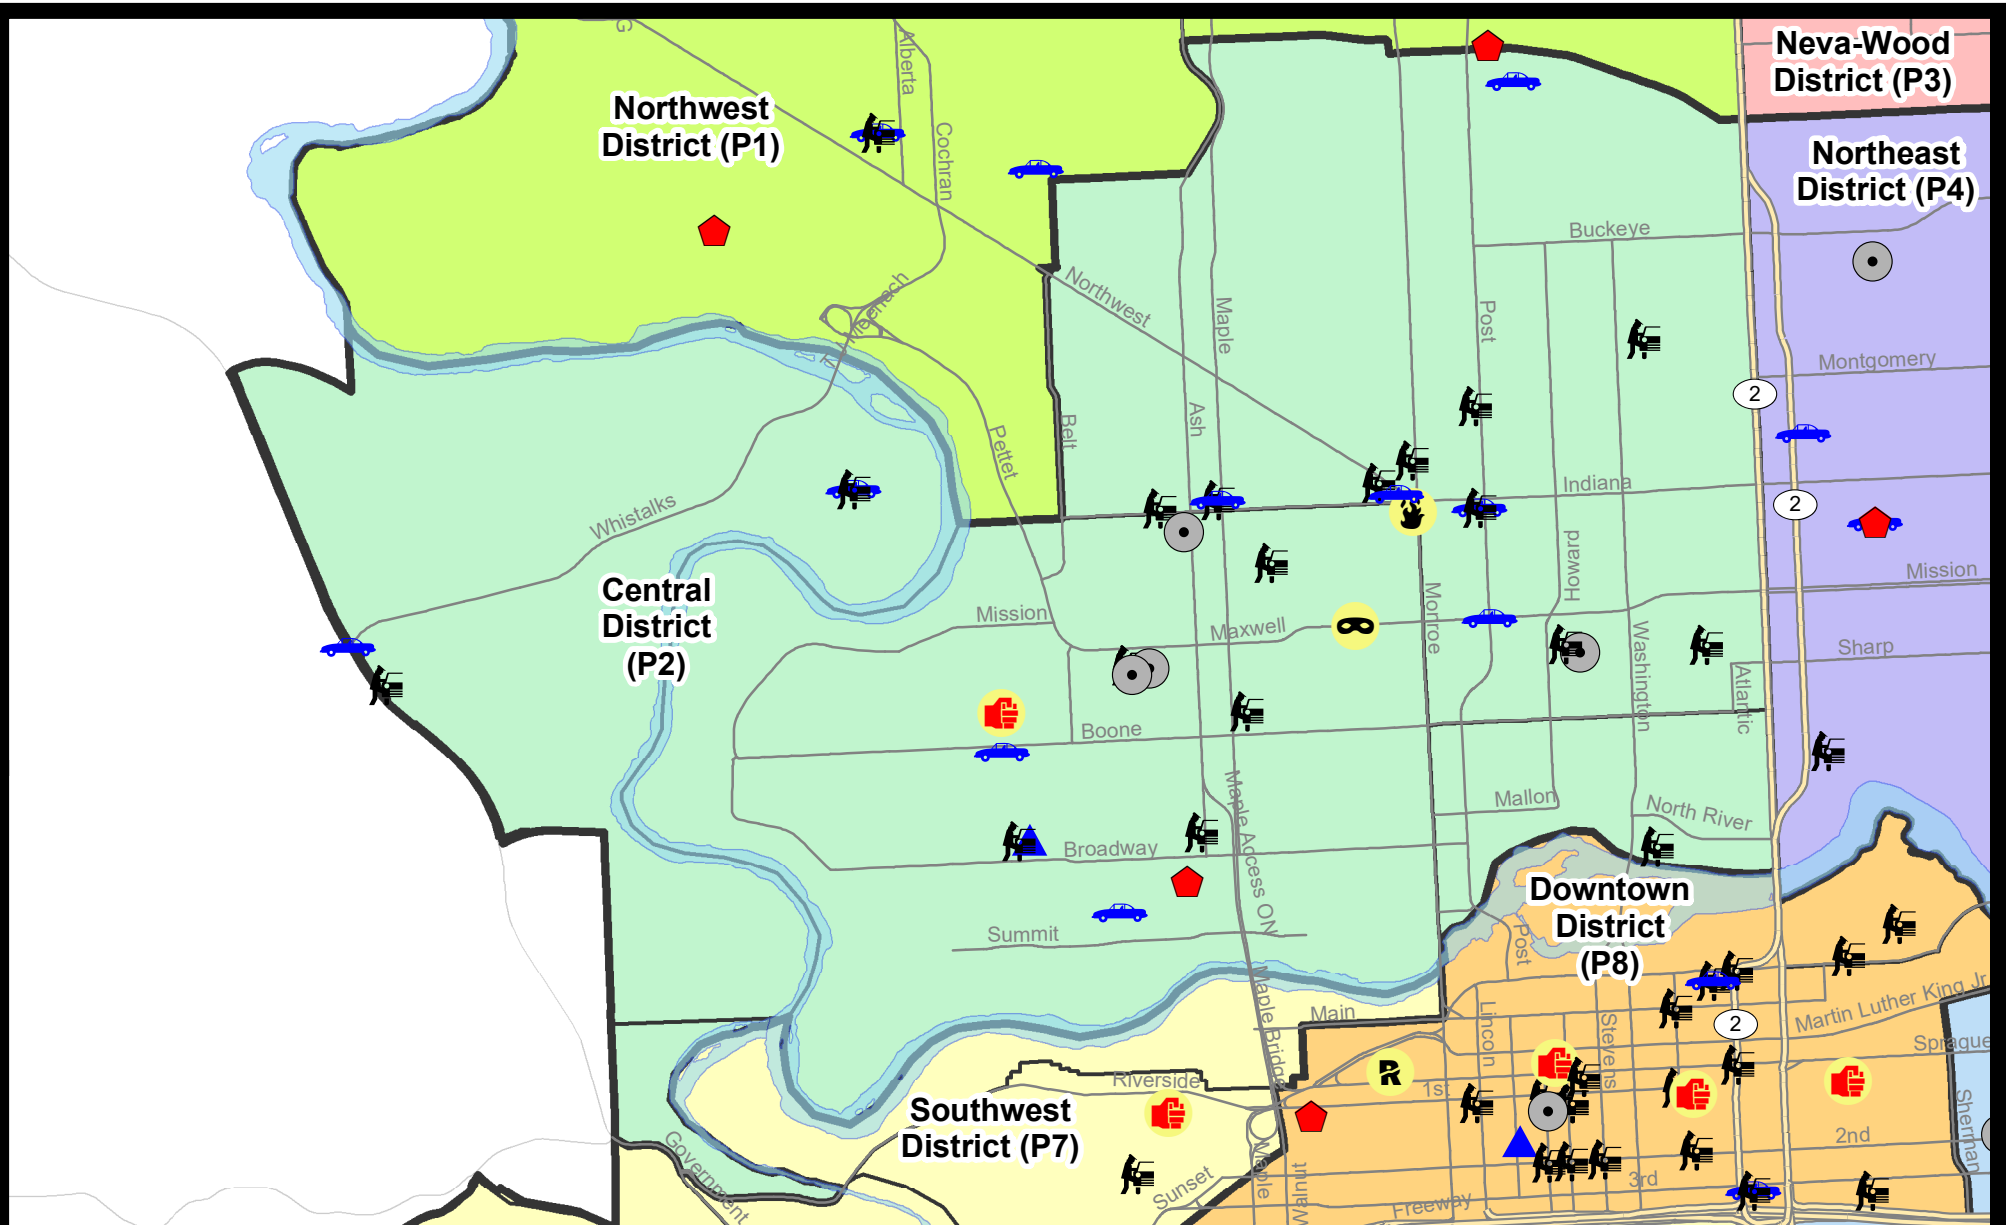 G
Alberta
Cochran
Northwest
District (P1)
Neva-Wood
District (P3)
Northeast
District (P4)
Buckeye
Northwest
Maple
Post
Montgomery
2
T J Meenach
Belt
Ash
Pettet
Indiana
2
Whistalks
Howard
Mission
Central
District
(P2)
Mission
Maxwell
Monroe
Washington
Sharp
Atlantic
Boone
Maple Access ON
Mallon
North River
Broadway
Summit
Downtown
District
(P8)
Post
Maple Bridge
Main
Lincoln
Stevens
2
Martin Luther King Jr
Sprague
Riverside
1st
R
Southwest
District (P7)
Sherman
2nd
Government
Sunset
Maple
Walnut
3rd
Freeway